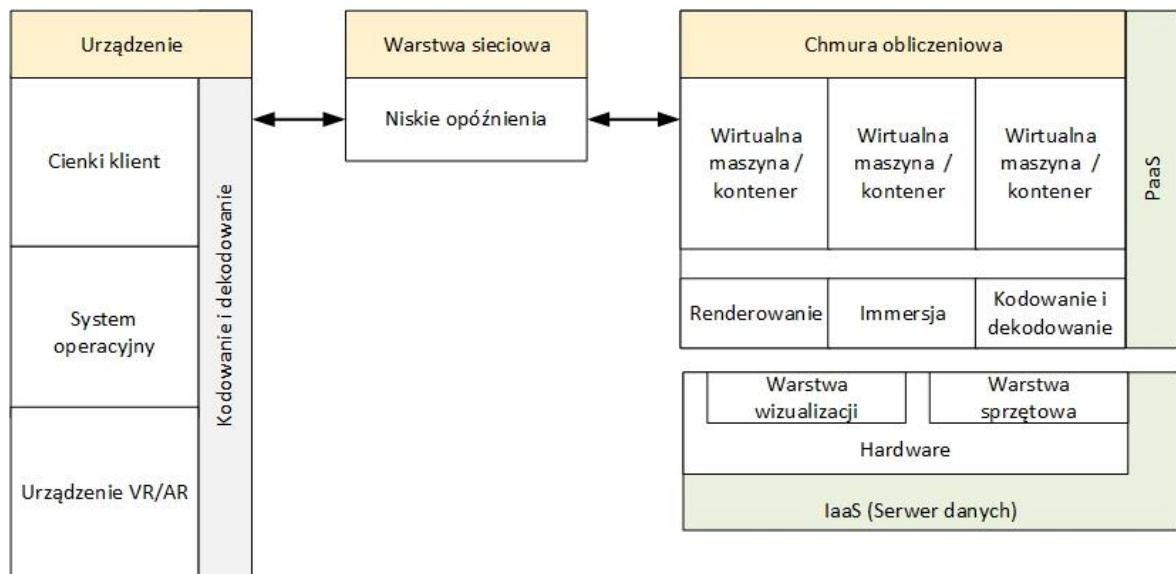 Urządzenie
Cienki klient
System
operacyjny
Urządzenie VR/AR
Kodowanie i dekodowanie
Warstwa sieciowa
Niskie opóźnienia
Chmura obliczeniowa
Wirtualna
maszyna /
kontener
Wirtualna
maszyna /
kontener
Wirtualna
maszyna /
kontener
Renderowanie
Immersja
Kodowanie i
dekodowanie
PaaS
Warstwa
wizualizacji
Warstwa
sprzętowa
Hardware
IaaS (Serwer danych)